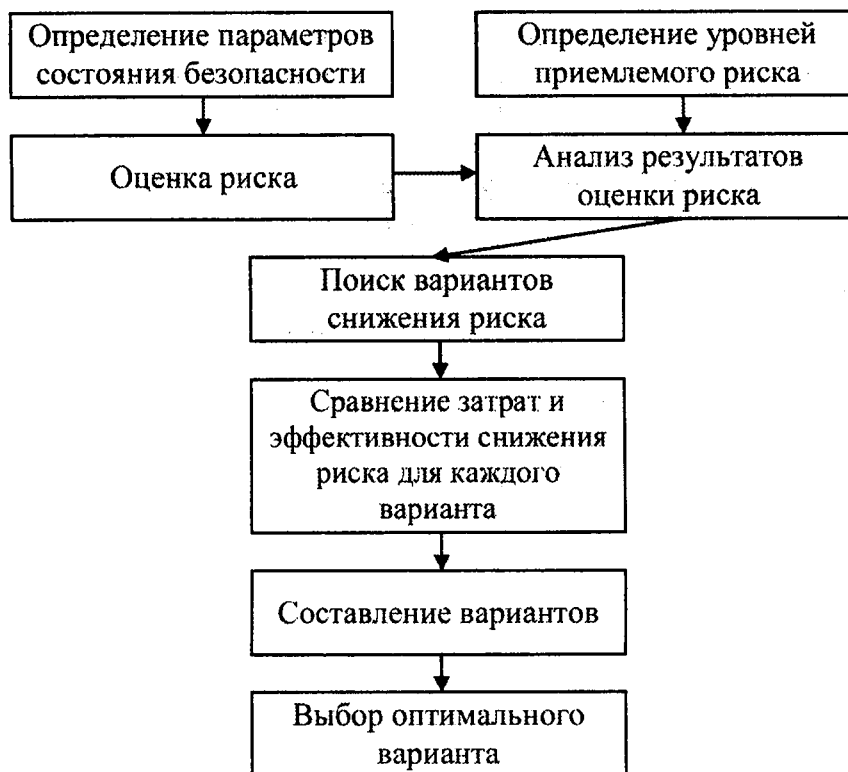 Определение параметров
состояния безопасности
Определение уровней
приемлемого риска
Оценка риска
Анализ результатов
оценки риска
Поиск вариантов
снижения риска
Сравнение затрат и
эффективности снижения
риска для каждого
варианта
Составление вариантов
Выбор оптимального
варианта